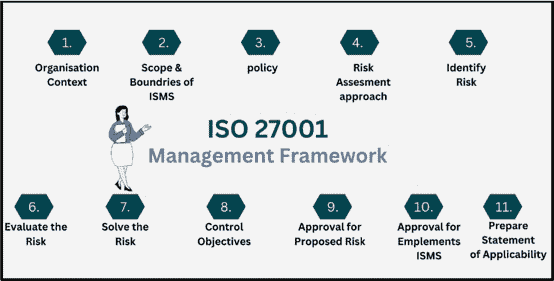 1.
Organisation
Context
2.
Scope &
Boundries of
ISMS
3.
policy
4.
Risk
Assesment
approach
5.
Identify
Risk
ISO 27001
Management Framework
6.
Evaluate the
Risk
7.
Solve the
Risk
8.
Control
Objectives
9.
Approval for
Proposed Risk
10.
Approval for
Emplements
ISMS
11.
Prepare
Statement
of Applicability